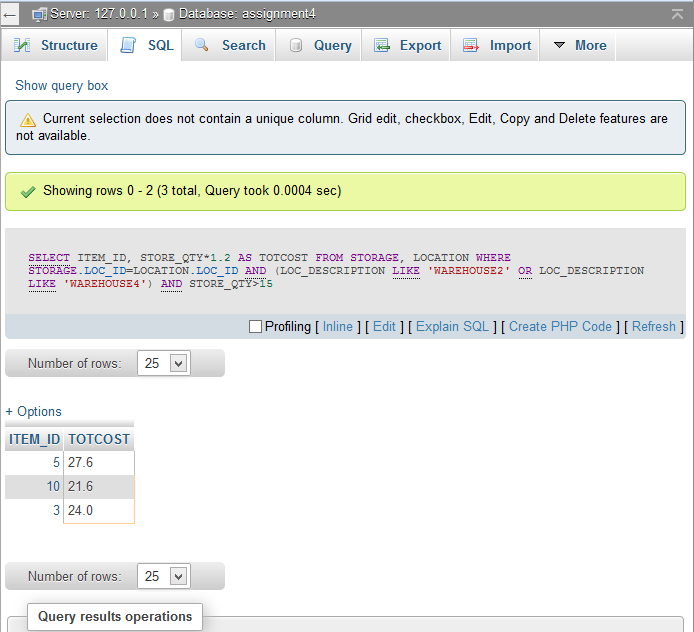 ← Server: 127.0.0.1 » Database: assignment4
Structure SQL Search Query Export Import More
Show query box
Current selection does not contain a unique column. Grid edit, checkbox, Edit, Copy and Delete features are
not available.
Showing rows 0 - 2 (3 total, Query took 0.0004 sec)
SELECT ITEM_ID, STORE_QTY*1.2 AS TOTCOST FROM STORAGE, LOCATION WHERE
STORAGE.LOC_ID=LOCATION.LOC_ID AND (LOC_DESCRIPTION LIKE 'WAREHOUSE2' OR LOC_DESCRIPTION
LIKE 'WAREHOUSE4') AND STORE_QTY>15
Profiling [ Inline ] [ Edit ] [ Explain SQL ] [ Create PHP Code ] [ Refresh ]
Number of rows: 25
+ Options
ITEM_ID TOTCOST
5 27.6
10 21.6
3 24.0
Number of rows: 25
Query results operations